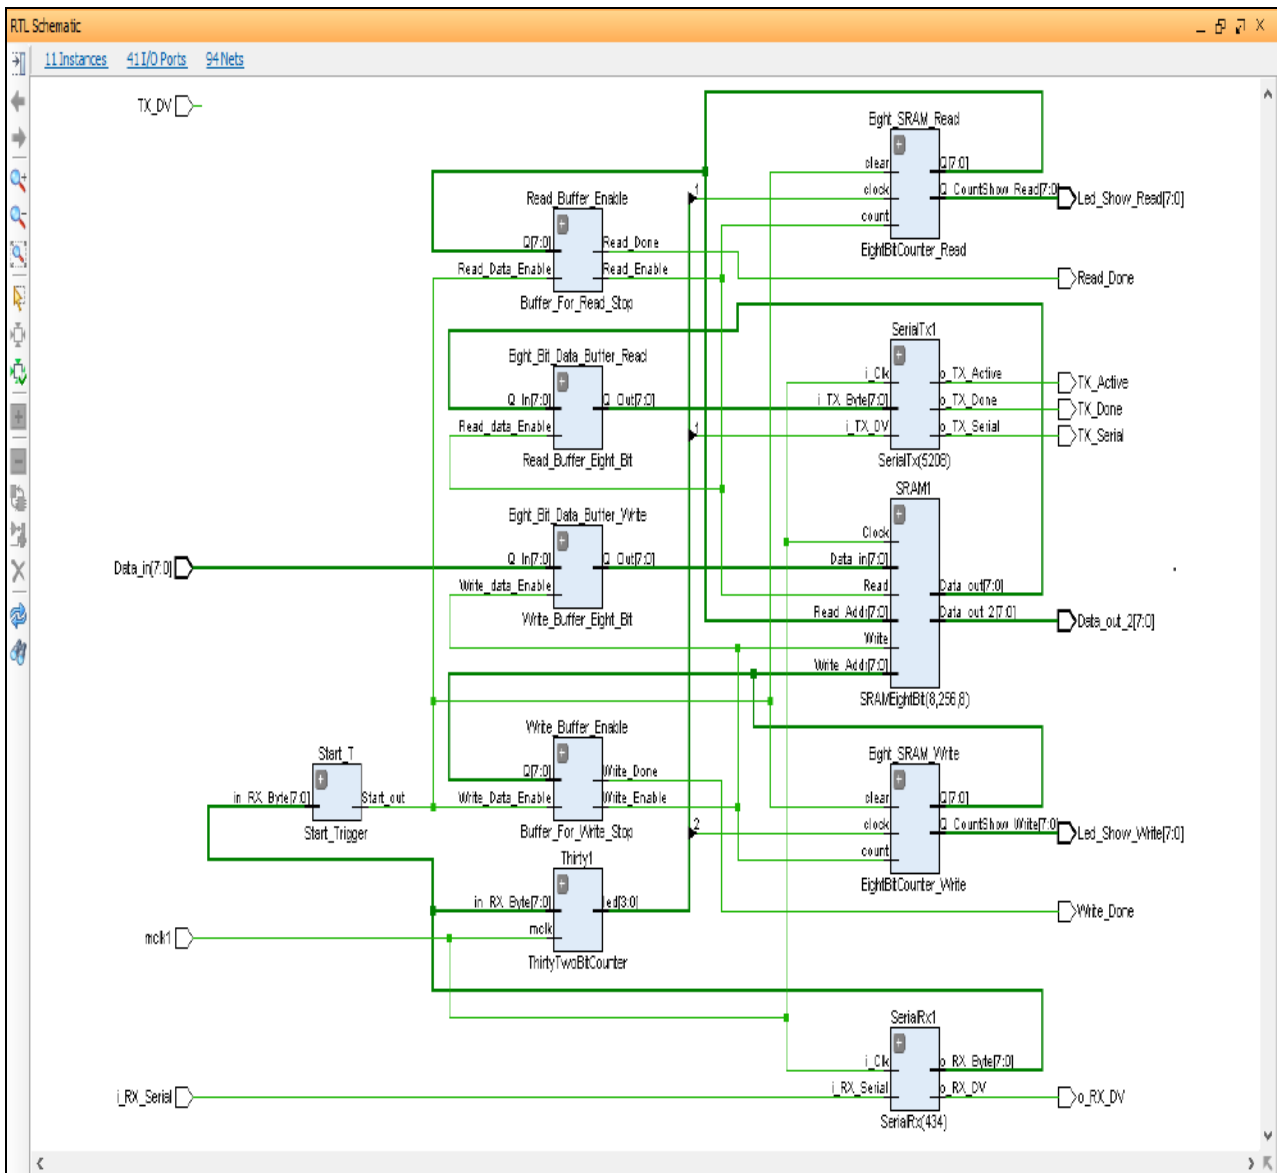 RTL Schematic
11 Instances 41 I/O Ports 94 Nets
TX_DV
Eight_SRAM_Read
clear
clock
count
Q[7:0]
Q_CountShow_Read[7:0]
EightBitCounter_Read
Led_Show_Read[7:0]
1
Read_Buffer_Enable
Q[7:0]
Read_Data_Enable
Read_Done
Read_Enable
Buffer_For_Read_Stop
Read_Done
Eight_Bit_Data_Buffer_Read
Q_In[7:0]
Read_data_Enable
Q_Out[7:0]
Read_Buffer_Eight_Bit
SerialTx1
i_Clk
i_TX_Byte[7:0]
i_TX_DV
o_TX_Active
o_TX_Done
o_TX_Serial
SerialTx(5208)
TX_Active
TX_Done
TX_Serial
1
SRAM1
Clock
Data_in[7:0]
Read
Read_Addr[7:0]
Write
Write_Addr[7:0]
Data_out[7:0]
Data_out_2[7:0]
SRAMEightBit(8,256,8)
Data_out_2[7:0]
Eight_Bit_Data_Buffer_Write
Data_in[7:0]
Q_In[7:0]
Write_data_Enable
Q_Out[7:0]
Write_Buffer_Eight_Bit
Write_Buffer_Enable
Q[7:0]
Write_Data_Enable
Write_Done
Write_Enable
Buffer_For_Write_Stop
Start_T
in_RX_Byte[7:0]
Start_out
Start_Trigger
Eight_SRAM_Write
clear
clock
count
Q[7:0]
Q_CountShow_Write[7:0]
EightBitCounter_Write
Led_Show_Write[7:0]
2
Thirty1
in_RX_Byte[7:0]
mclk
led[3:0]
ThirtyTwoBitCounter
Write_Done
mclk1
SerialRx1
i_Clk
i_RX_Serial
o_RX_Byte[7:0]
o_RX_DV
SerialRx(434)
i_RX_Serial
o_RX_DV